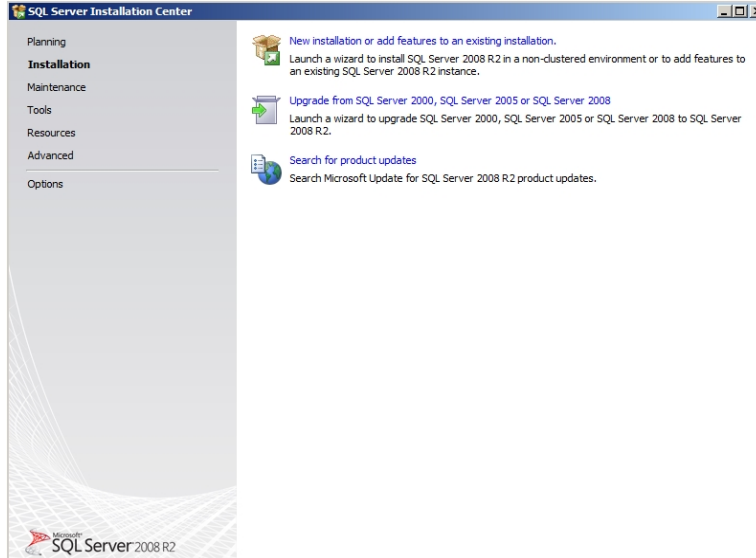 SQL Server Installation Center
Planning
Installation
Maintenance
Tools
Resources
Advanced
Options
New installation or add features to an existing installation.
Launch a wizard to install SQL Server 2008 R2 in a non-clustered environment or to add features to
an existing SQL Server 2008 R2 instance.
Upgrade from SQL Server 2000, SQL Server 2005 or SQL Server 2008
Launch a wizard to upgrade SQL Server 2000, SQL Server 2005 or SQL Server 2008 to SQL Server
2008 R2.
Search for product updates
Search Microsoft Update for SQL Server 2008 R2 product updates.
Microsoft
SQL Server 2008 R2